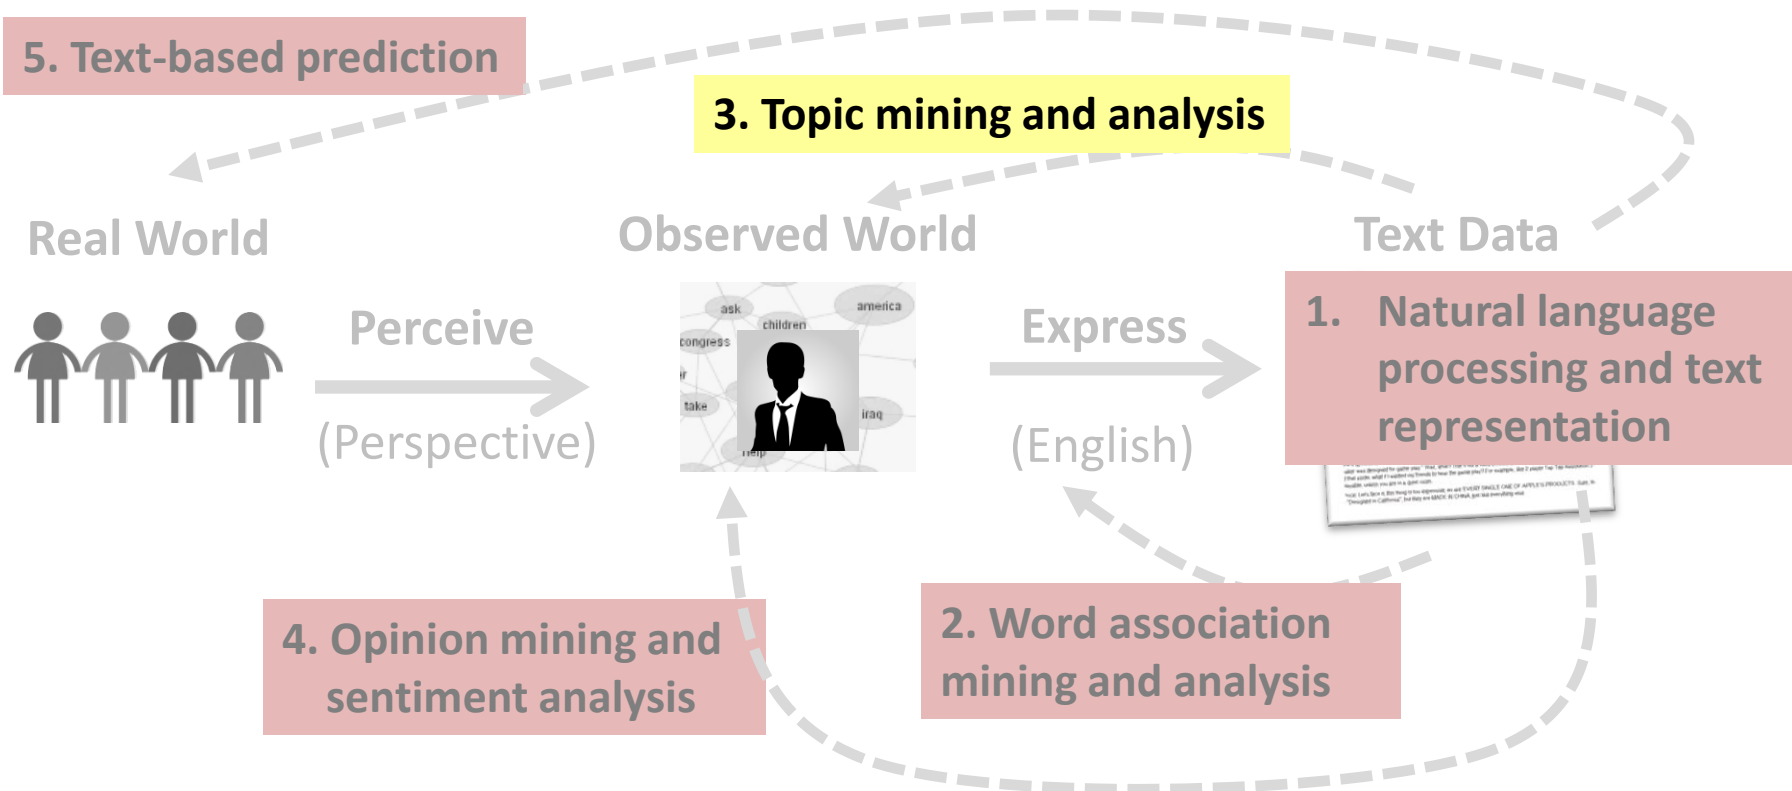 5. Text-based prediction
3. Topic mining and analysis
Real World
Observed World
Text Data
Perceive
(Perspective)
ask
america
children
congress
take
iraq
Express
(English)
1. Natural language
processing and text
representation
4. Opinion mining and
sentiment analysis
2. Word association
mining and analysis